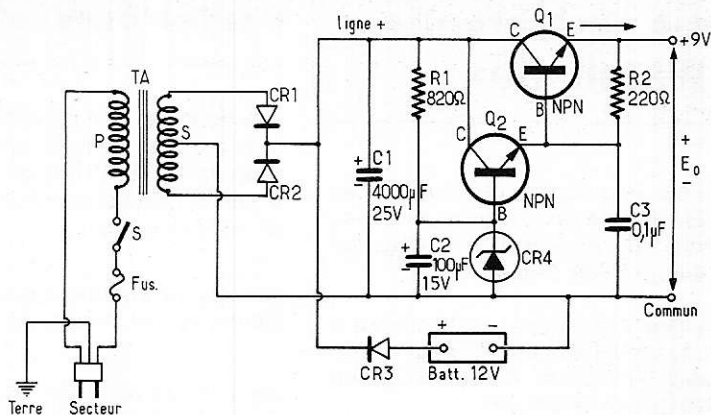 ligne +
C
Q1
E
+9V
TA
R1
820Ω
B
NPN
R2
220Ω
P
S
CR1
CR2
C
Q2
E
B
NPN
+
-
C1
4000µF
25V
+
Eo
-
S
Fus.
+
-
C2
100µF
15V
CR4
C3
0,1µF
Commun
+
-
CR3
Batt. 12V
Terre
Secteur